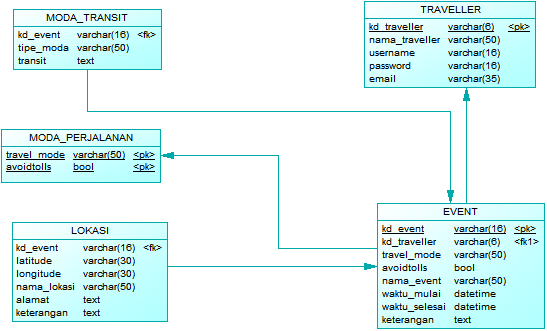 MODA_TRANSIT
kd_event varchar(16) <fk>
tipe_moda varchar(50)
transit text
TRAVELLER
kd_traveller varchar(6) <pk>
nama_traveller varchar(50)
username varchar(16)
password varchar(16)
email varchar(35)
MODA_PERJALANAN
travel_mode varchar(50) <pk>
avoidtolls bool <pk>
LOKASI
kd_event varchar(16) <fk>
latitude varchar(30)
longitude varchar(30)
nama_lokasi varchar(50)
alamat text
keterangan text
EVENT
kd_event varchar(16) <pk>
kd_traveller varchar(6) <fk1>
travel_mode varchar(50)
avoidtolls bool
nama_event varchar(50)
waktu_mulai datetime
waktu_selesai datetime
keterangan text